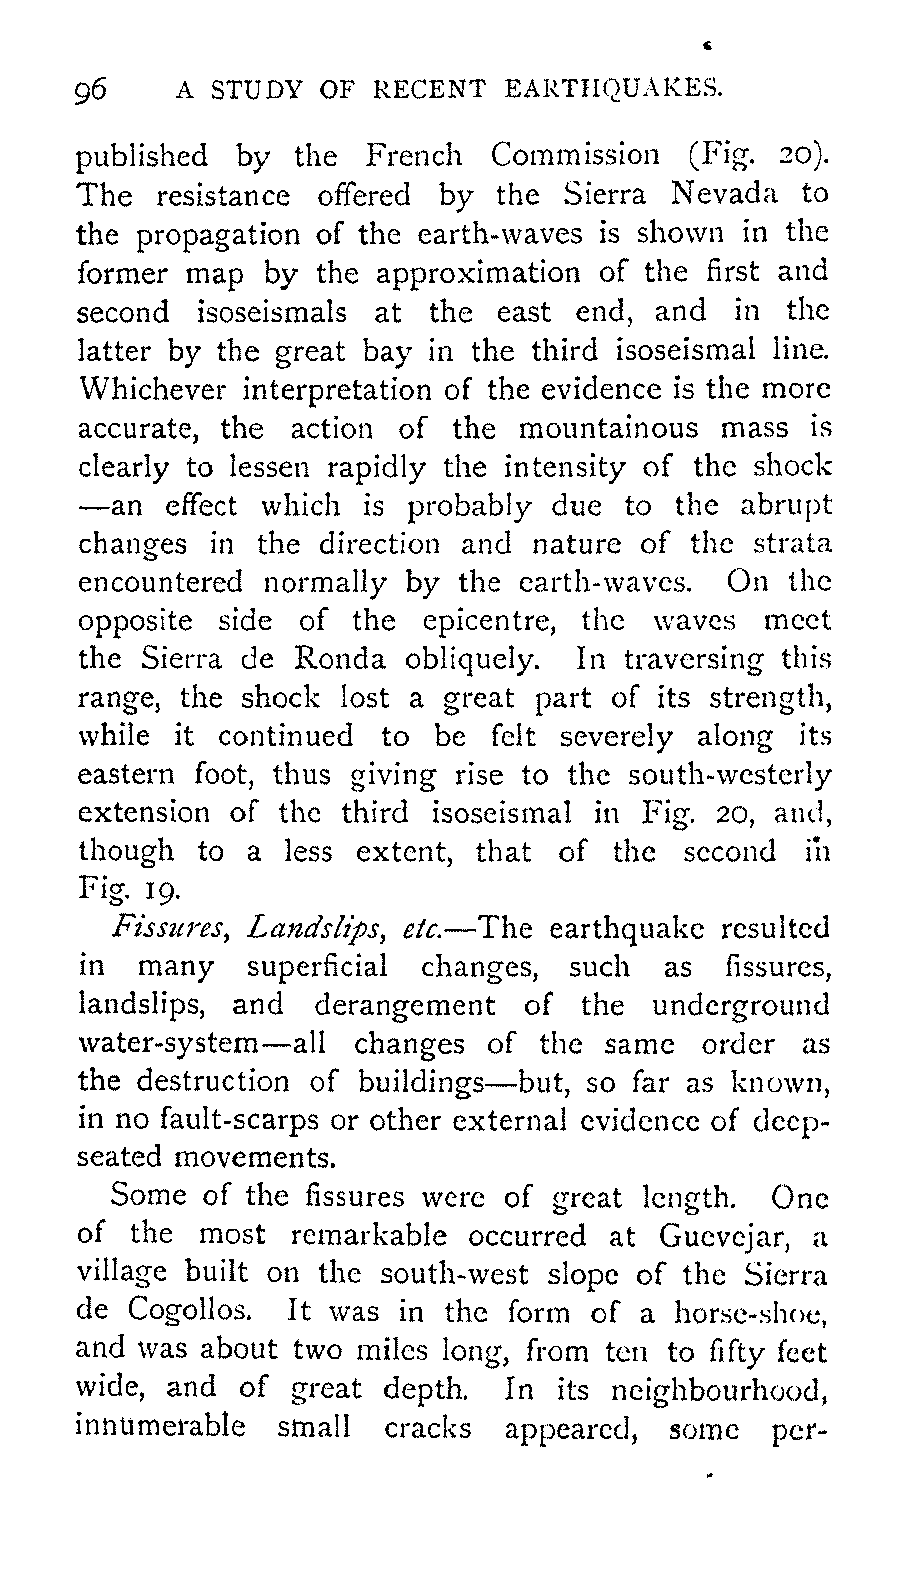 96 A STUDY OF RECENT EARTHQUAKES.
published by the French Commission (Fig. 20).
The resistance offered by the Sierra Nevada to
the propagation of the earth-waves is shown in the
former map by the approximation of the first and
second isoseismals at the east end, and in the
latter by the great bay in the third isoseismal line.
Whichever interpretation of the evidence is the more
accurate, the action of the mountainous mass is
clearly to lessen rapidly the intensity of the shock
—an effect which is probably due to the abrupt
changes in the direction and nature of the strata
encountered normally by the earth-waves. On the
opposite side of the epicentre, the waves meet
the Sierra de Ronda obliquely. In traversing this
range, the shock lost a great part of its strength,
while it continued to be felt severely along its
eastern foot, thus giving rise to the south-westerly
extension of the third isoseismal in Fig. 20, and,
though to a less extent, that of the second in
Fig. 19.
Fissures, Landslips, etc.—The earthquake resulted
in many superficial changes, such as fissures,
landslips, and derangement of the underground
water-system—all changes of the same order as
the destruction of buildings—but, so far as known,
in no fault-scarps or other external evidence of deep-
seated movements.
Some of the fissures were of great length. One
of the most remarkable occurred at Guevejar, a
village built on the south-west slope of the Sierra
de Cogollos. It was in the form of a horse-shoe,
and was about two miles long, from ten to fifty feet
wide, and of great depth. In its neighbourhood,
innumerable small cracks appeared, some per-